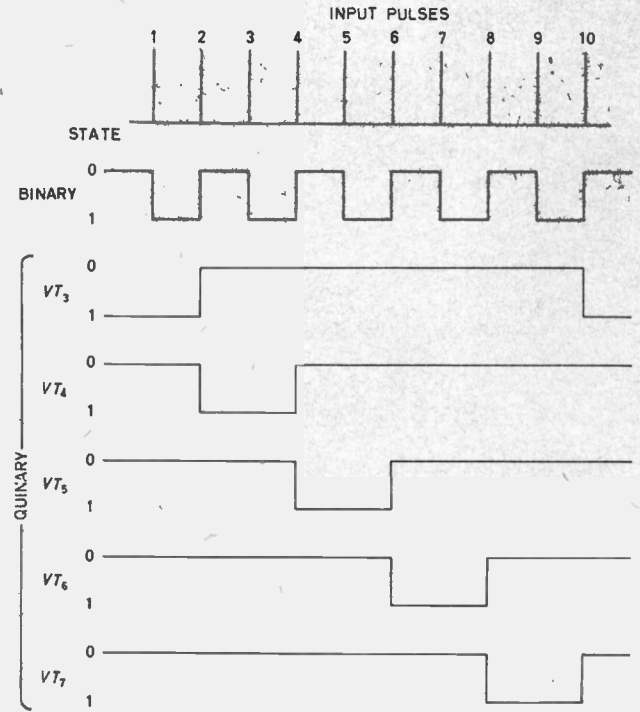 INPUT PULSES
1 2 3 4 5 6 7 8 9 10
STATE
0
BINARY
1
0
VT3
1
0
VT4
1
0
VT5
1
0
VT6
1
0
VT7
1
QUINARY